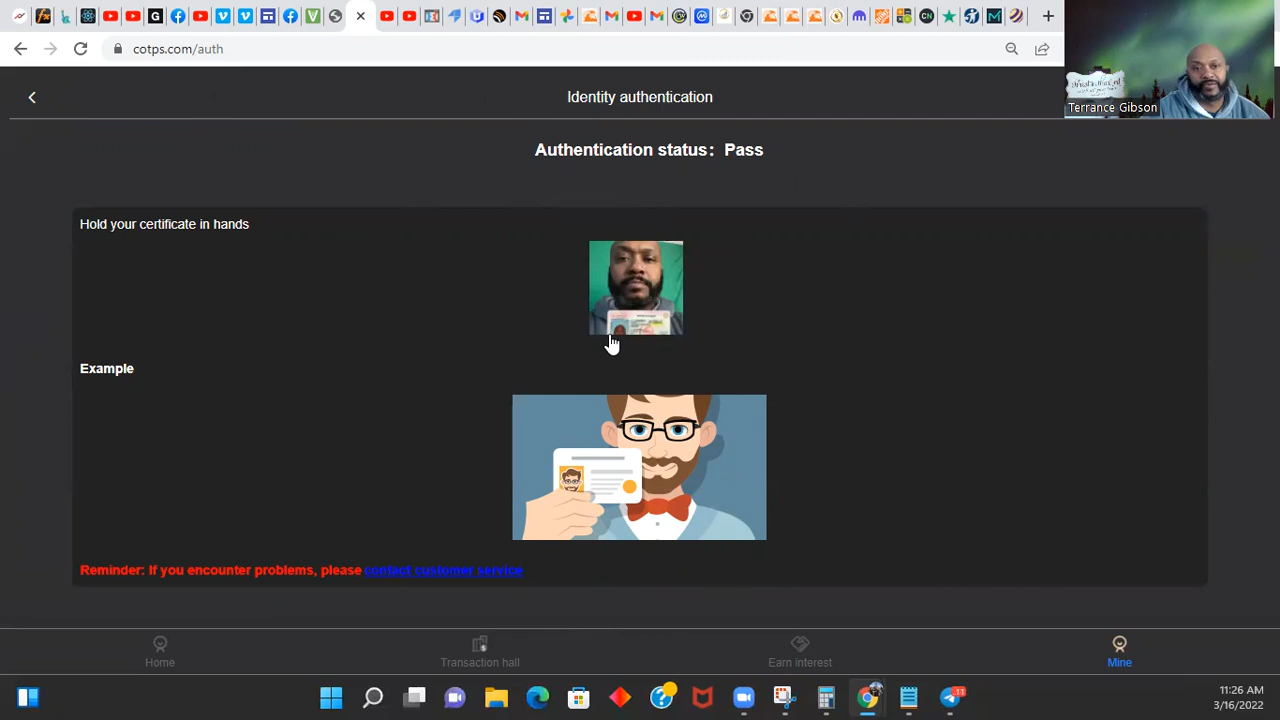 cotps.com/auth
Terrance Gibson
Identity authentication
Authentication status: Pass
Hold your certificate in hands
Example
Reminder: If you encounter problems, please contact customer service
Home
Transaction hall
Earn interest
Mine
11
11:26 AM
3/16/2022